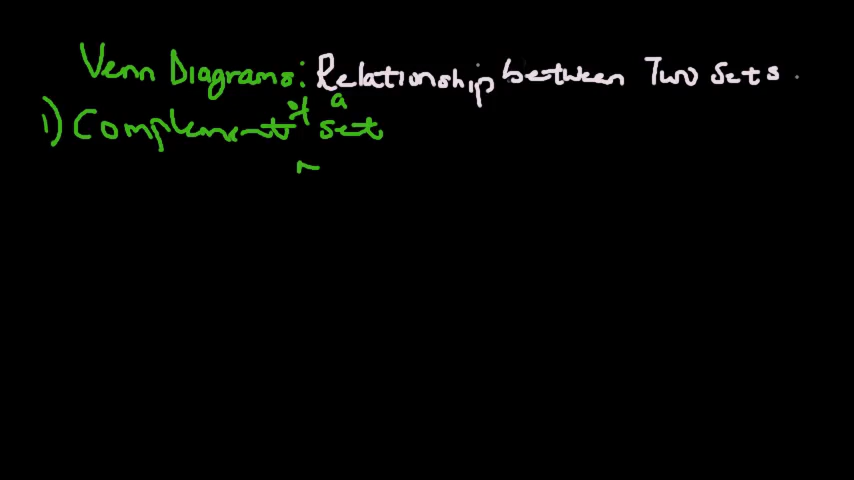 Venn Diagrams: Relationship between Two Sets.
1) Complement of a set